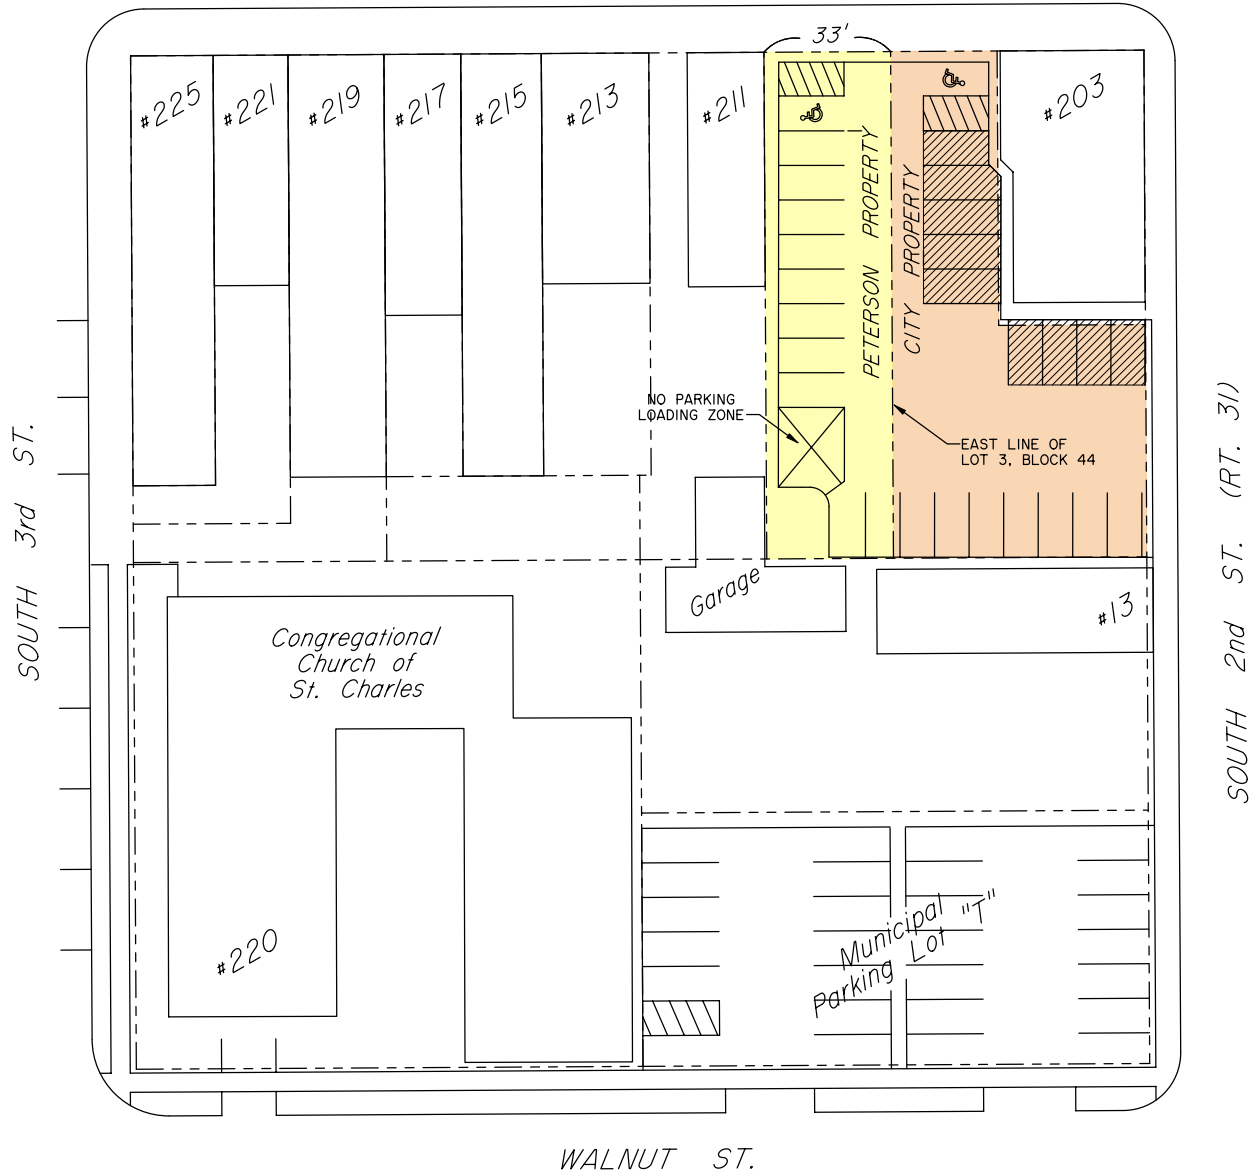 33'
#225
#221
#219
#217
#215
#213
#211
#203
PETERSON PROPERTY
CITY PROPERTY
NO PARKING
LOADING ZONE
EAST LINE OF
LOT 3, BLOCK 44
SOUTH 3rd ST.
SOUTH 2nd ST. (RT. 31)
Garage
#13
Congregational
Church of
St. Charles
#220
Municipal
Parking Lot "T"
WALNUT ST.